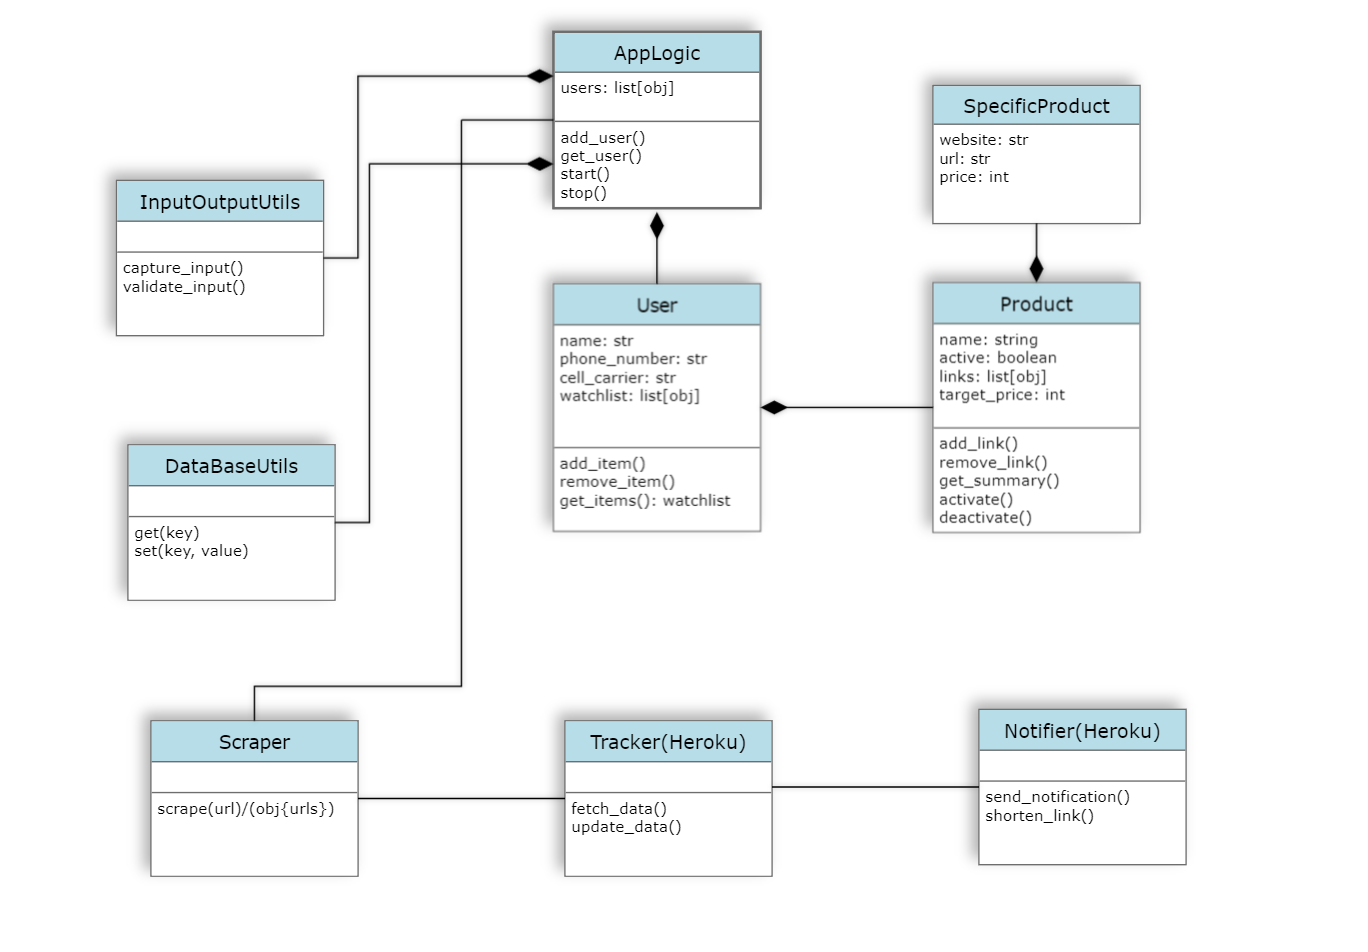 AppLogic
users: list[obj]
add_user()
get_user()
start()
stop()
SpecificProduct
website: str
url: str
price: int
InputOutputUtils
capture_input()
validate_input()
User
name: str
phone_number: str
cell_carrier: str
watchlist: list[obj]
add_item()
remove_item()
get_items(): watchlist
Product
name: string
active: boolean
links: list[obj]
target_price: int
add_link()
remove_link()
get_summary()
activate()
deactivate()
DataBaseUtils
get(key)
set(key, value)
Scraper
scrape(url)/(obj{urls})
Tracker(Heroku)
fetch_data()
update_data()
Notifier(Heroku)
send_notification()
shorten_link()